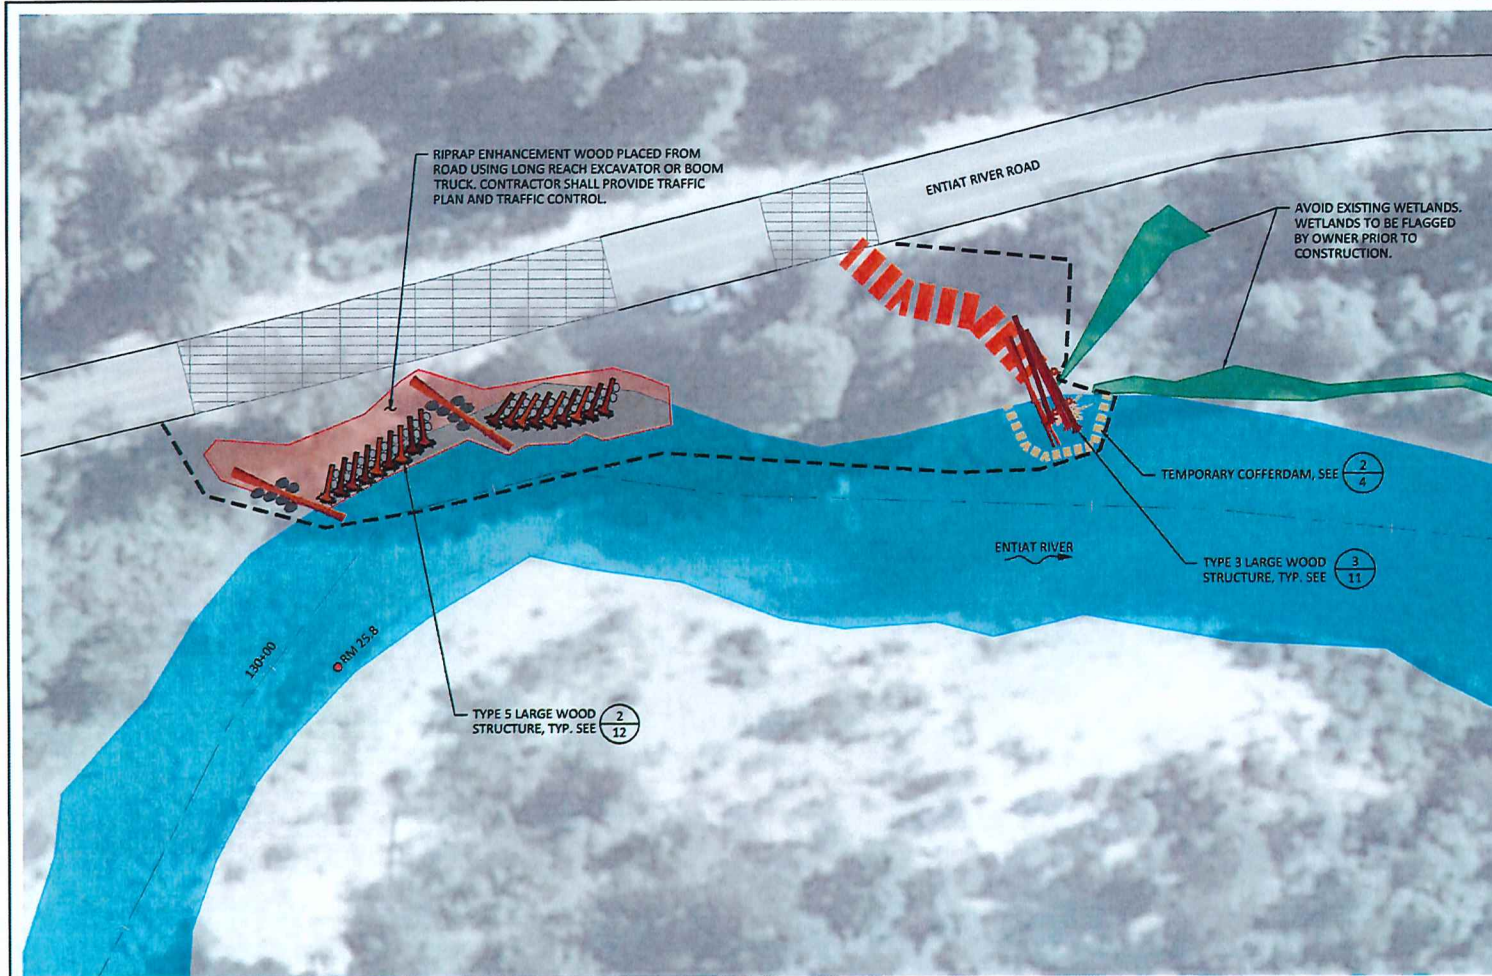 RIPRAP ENHANCEMENT WOOD PLACED FROM
ROAD USING LONG REACH EXCAVATOR OR BOOM
TRUCK. CONTRACTOR SHALL PROVIDE TRAFFIC
PLAN AND TRAFFIC CONTROL.
ENTIAT RIVER ROAD
AVOID EXISTING WETLANDS.
WETLANDS TO BE FLAGGED
BY OWNER PRIOR TO
CONSTRUCTION.
TEMPORARY COFFERDAM, SEE
2
4
ENTIAT RIVER
TYPE 3 LARGE WOOD
STRUCTURE, TYP. SEE
3
11
130+00
RM 25.8
TYPE 5 LARGE WOOD
STRUCTURE, TYP. SEE
2
12